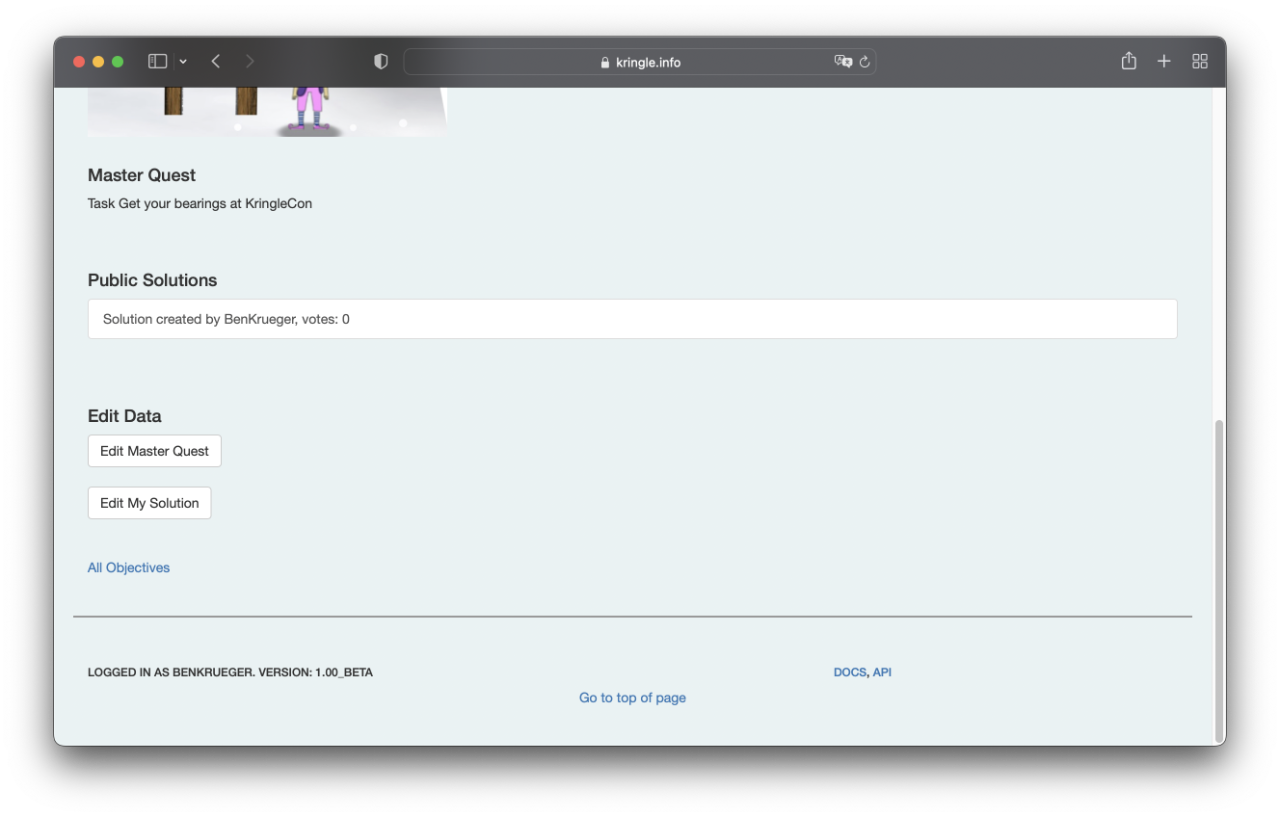 kringle.info
Master Quest
Task Get your bearings at KringleCon
Public Solutions
Solution created by BenKrueger, votes: 0
Edit Data
Edit Master Quest
Edit My Solution
All Objectives
LOGGED IN AS BENKRUEGER. VERSION: 1.00_BETA
DOCS, API
Go to top of page